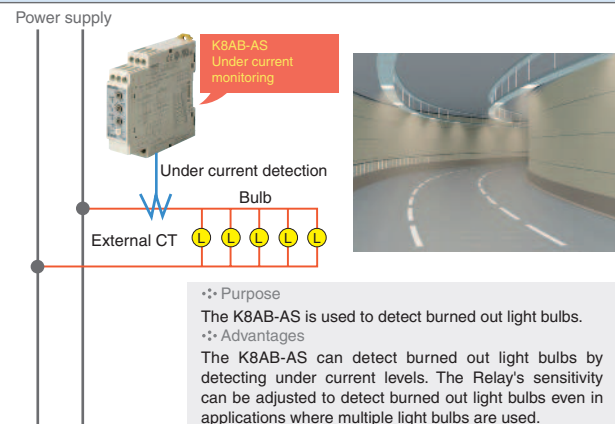 Power supply
K8AB-AS
Under current
monitoring
Under current detection
Bulb
External CT
L L L L L
Purpose
The K8AB-AS is used to detect burned out light bulbs.
Advantages
The K8AB-AS can detect burned out light bulbs by
detecting under current levels. The Relay's sensitivity
can be adjusted to detect burned out light bulbs even in
applications where multiple light bulbs are used.